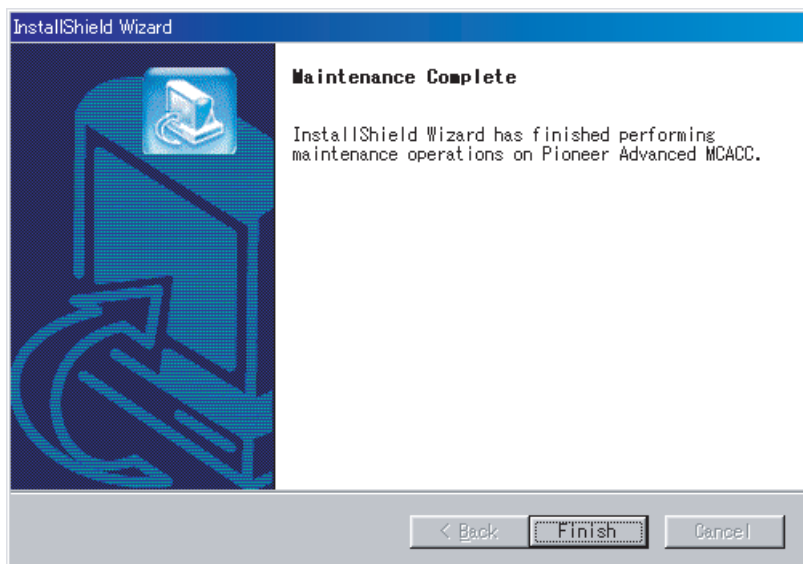 InstallShield Wizard
Maintenance Complete
InstallShield Wizard has finished performing
maintenance operations on Pioneer Advanced MCACC.
< Back
Finish
Cancel